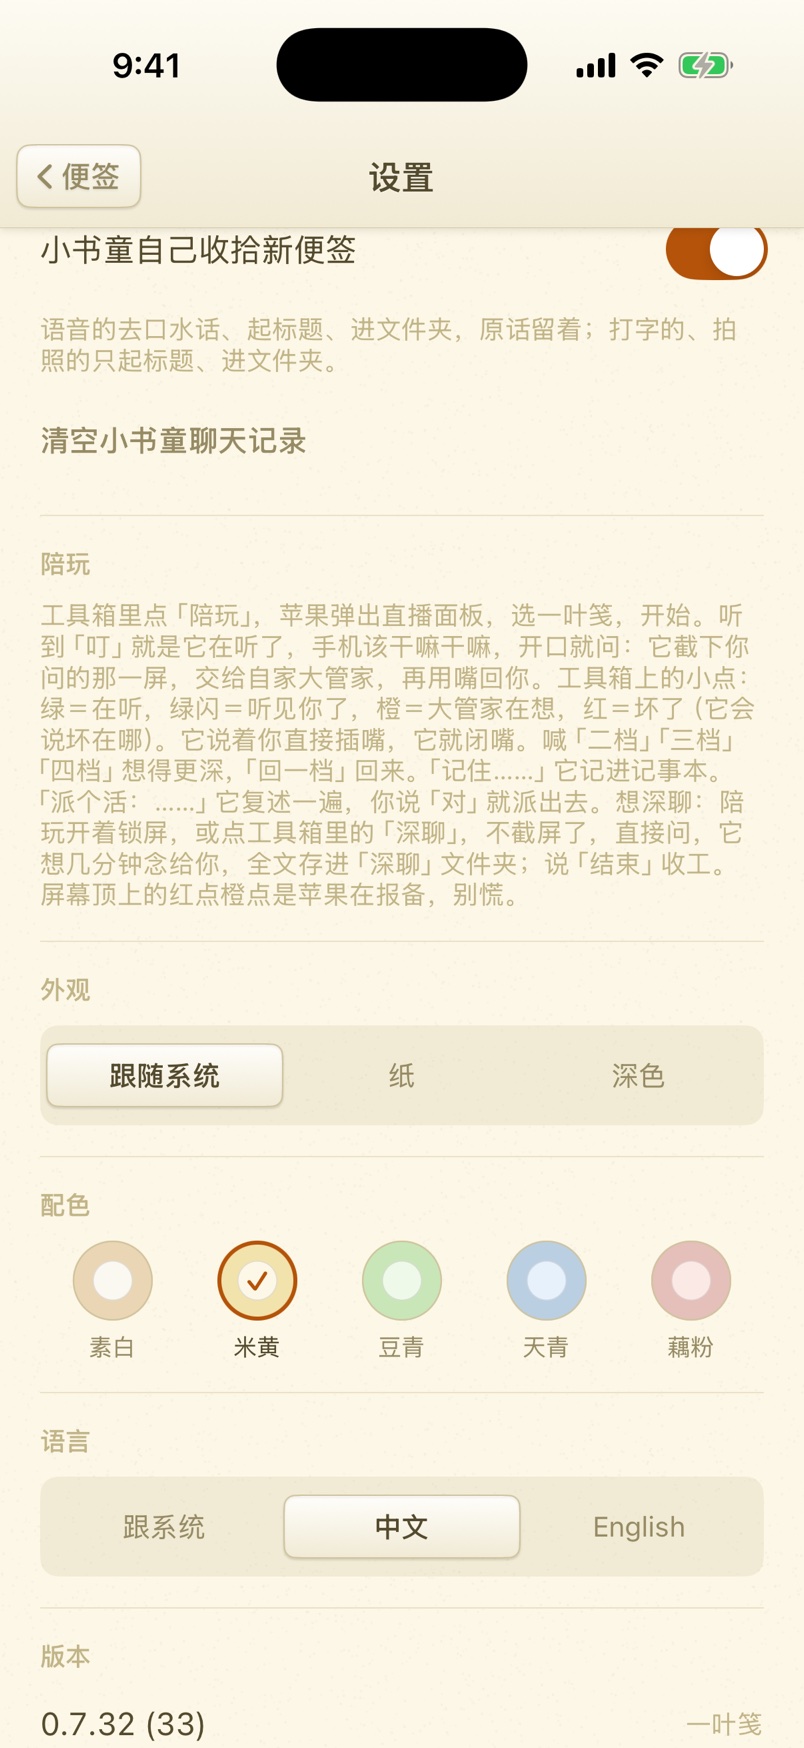 9:41
便签
设置
小书童自己收拾新便签
语音的去口水话、起标题、进文件夹，原话留着；打字的、拍
照的只起标题、进文件夹。
清空小书童聊天记录
陪玩
工具箱里点「陪玩」，苹果弹出直播面板，选一叶笺，开始。听
到「叮」就是它在听了，手机该干嘛干嘛，开口就问：它截下你
问的那一屏，交给自家大管家，再用嘴回你。工具箱上的小点：
绿＝在听，绿闪＝听见你了，橙＝大管家在想，红＝坏了（它会
说坏在哪）。它说着你直接插嘴，它就闭嘴。喊「二档」「三档」
「四档」想得更深，「回一档」回来。「记住……」它记进记事本。
「派个活：……」它复述一遍，你说「对」就派出去。想深聊：陪
玩开着锁屏，或点工具箱里的「深聊」，不截屏了，直接问，它
想几分钟念给你，全文存进「深聊」文件夹；说「结束」收工。
屏幕顶上的红点橙点是苹果在报备，别慌。
外观
跟随系统 纸 深色
配色
素白 米黄 豆青 天青 藕粉
语言
跟系统 中文 English
版本
0.7.32 (33) 一叶笺